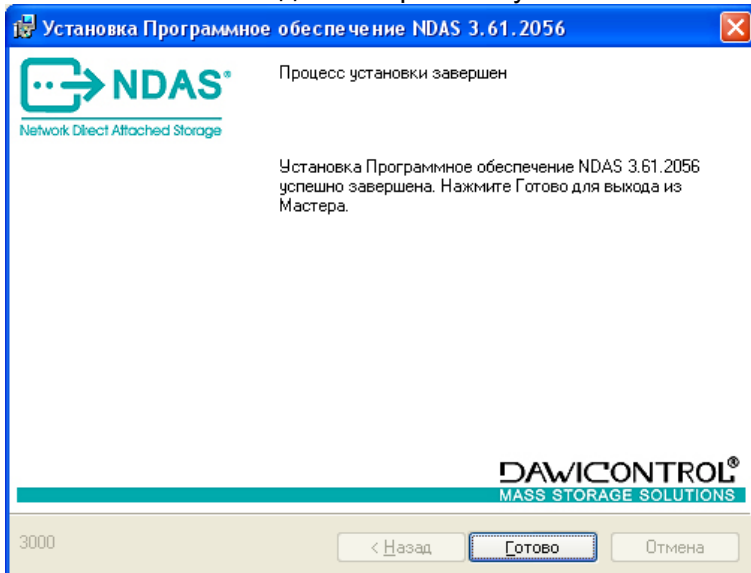 Установка Программное обеспечение NDAS 3.61.2056
NDAS®
Network Direct Attached Storage
Процесс установки завершен
Установка Программное обеспечение NDAS 3.61.2056
успешно завершена. Нажмите Готово для выхода из
Мастера.
DAWICONTROL®
MASS STORAGE SOLUTIONS
3000
< Назад
Готово
Отмена